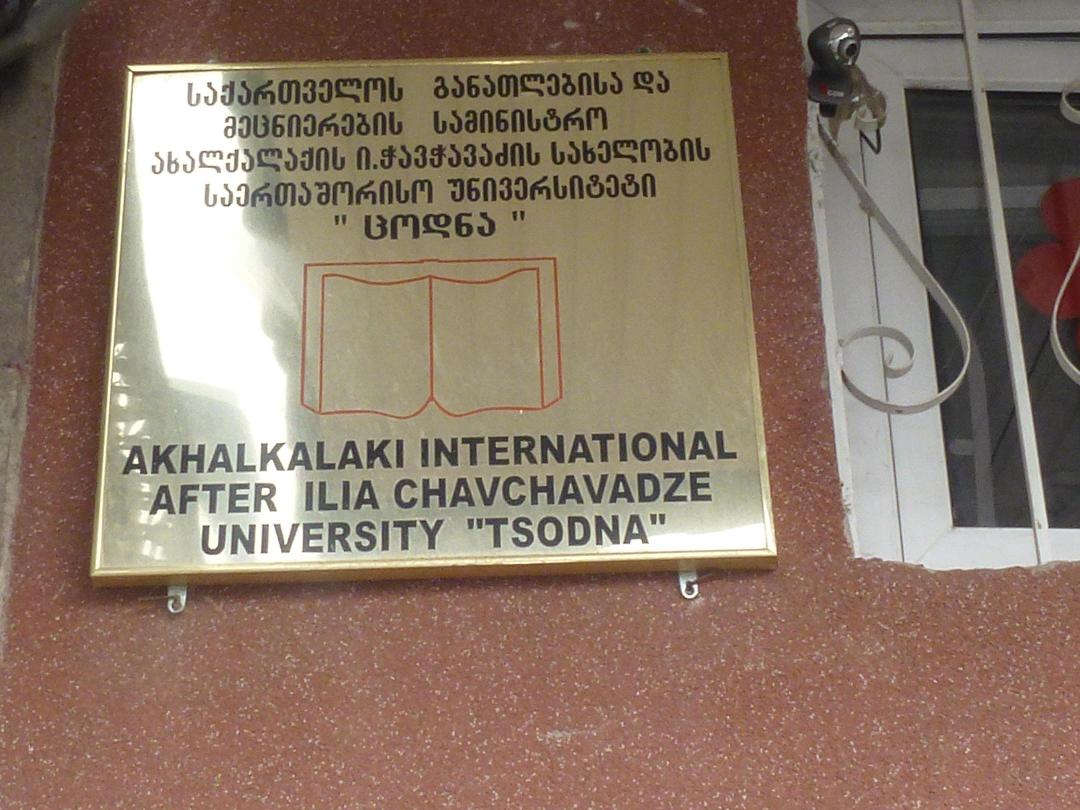 საქართველოს განათლებისა და
მეცნიერების სამინისტრო
ახალქალაქის ი.ჭავჭავაძის სახელობის
საერთაშორისო უნივერსიტეტი
" ცოდნა "
AKHALKALAKI INTERNATIONAL
AFTER ILIA CHAVCHAVADZE
UNIVERSITY "TSODNA"